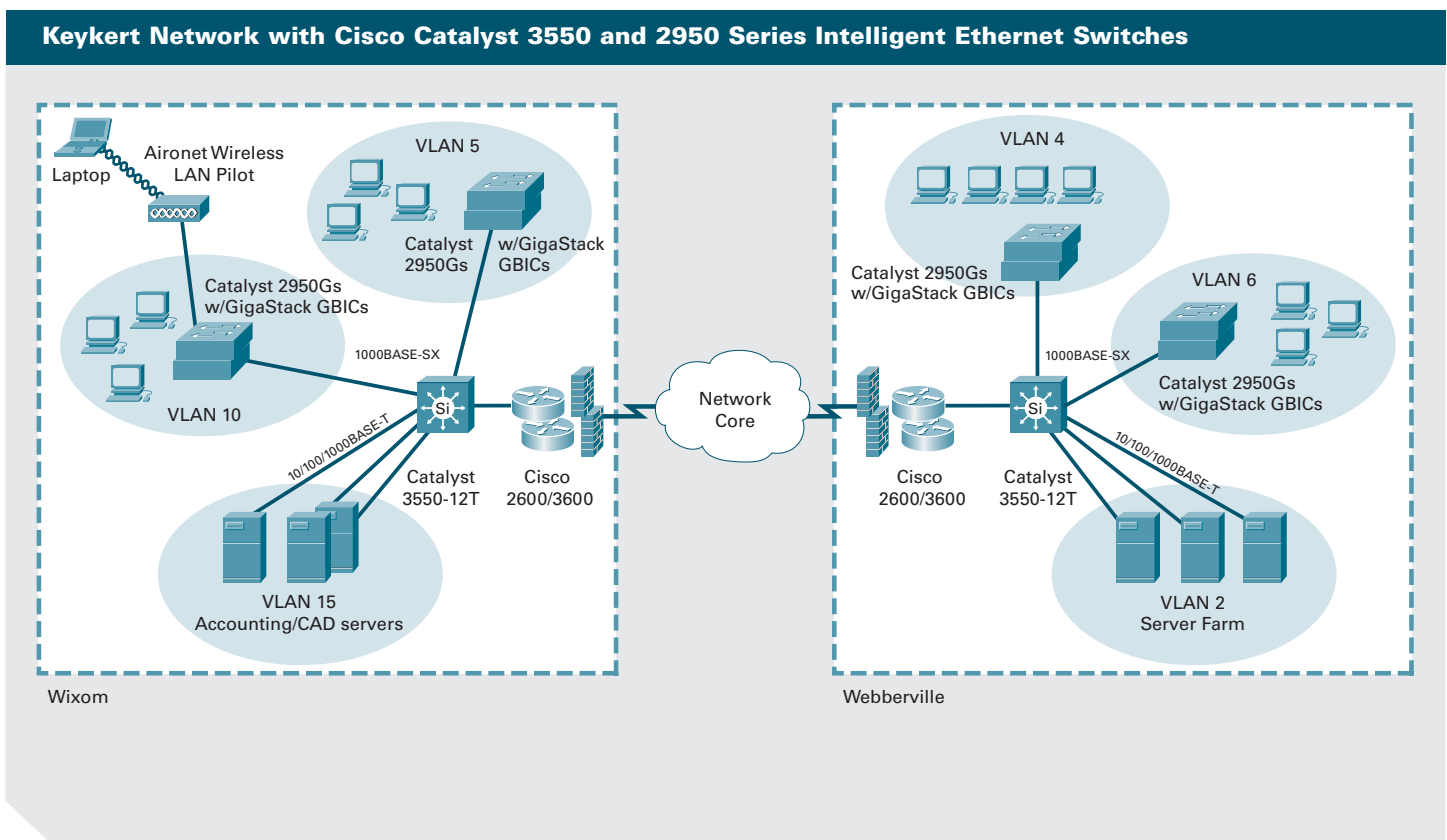 Keykert Network with Cisco Catalyst 3550 and 2950 Series Intelligent Ethernet Switches
Laptop
Aironet Wireless
LAN Pilot
VLAN 5
Catalyst
2950Gs
w/GigaStack
GBICs
Catalyst 2950Gs
w/GigaStack GBICs
VLAN 10
1000BASE-SX
Si
10/100/1000BASE-T
Catalyst
3550-12T
Cisco
2600/3600
VLAN 15
Accounting/CAD servers
Wixom
Network
Core
VLAN 4
Catalyst 2950Gs
w/GigaStack GBICs
VLAN 6
1000BASE-SX
Catalyst 2950Gs
w/GigaStack GBICs
Si
10/100/1000BASE-T
Cisco
2600/3600
Catalyst
3550-12T
VLAN 2
Server Farm
Webberville